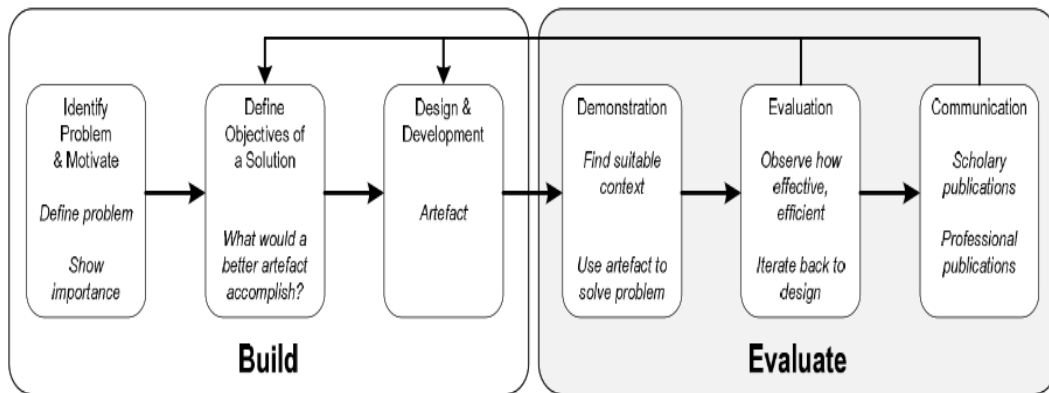 Identify
Problem
& Motivate
Define problem
Show
importance
Define
Objectives of
a Solution
What would a
better artefact
accomplish?
Design &
Development
Artefact
Demonstration
Find suitable
context
Use artefact to
solve problem
Evaluation
Observe how
effective,
efficient
Iterate back to
design
Communication
Scholary
publications
Professional
publications
Build
Evaluate